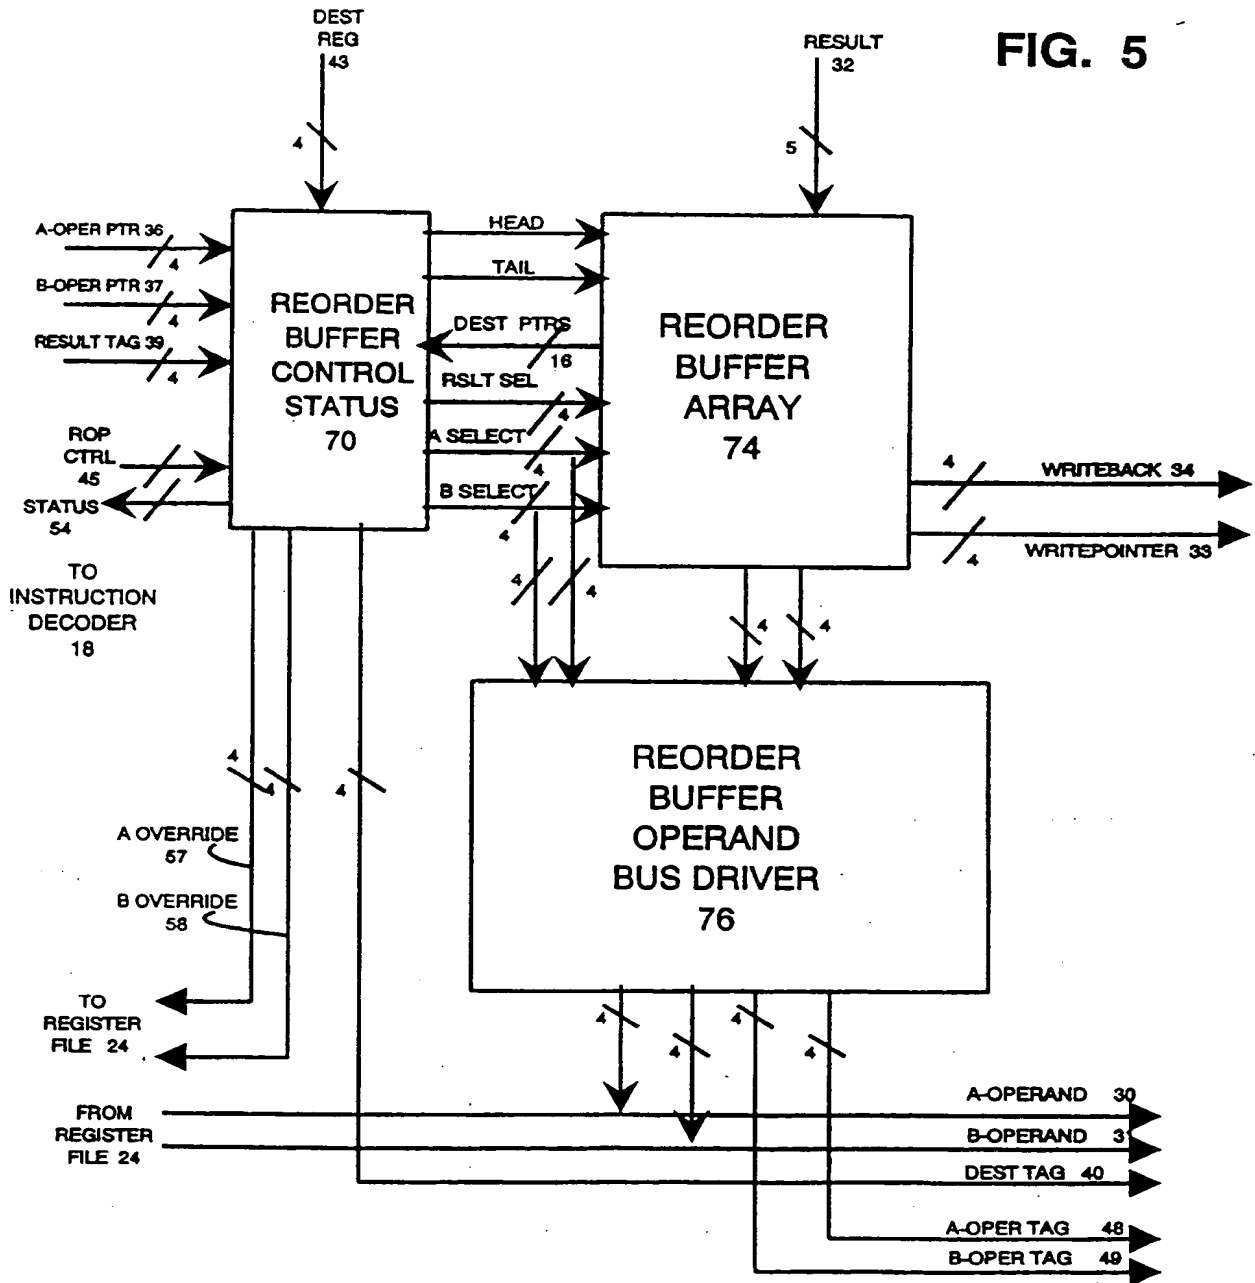 DEST
REG
43
RESULT
32
FIG. 5
4
5
A-OPER PTR 36
4
B-OPER PTR 37
4
RESULT TAG 39
4
ROP
CTRL
45
STATUS
54
TO
INSTRUCTION
DECODER
18
REORDER
BUFFER
CONTROL
STATUS
70
HEAD
TAIL
DEST PTRS
16
RSLT SEL
4
A SELECT
4
B SELECT
4
REORDER
BUFFER
ARRAY
74
4
WRITEBACK 34
WRITEPOINTER 33
4
4
4
4
4
REORDER
BUFFER
OPERAND
BUS DRIVER
76
4
4
4
A OVERRIDE
57
B OVERRIDE
58
TO
REGISTER
FILE 24
4
4
4
4
FROM
REGISTER
FILE 24
A-OPERAND 30
B-OPERAND 3
DEST TAG 40
A-OPER TAG 48
B-OPER TAG 49